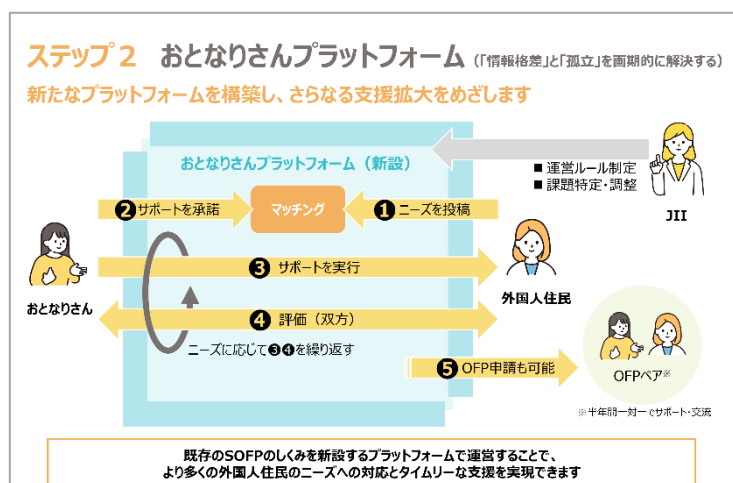 ステップ２　おとなりさんプラットフォーム（「情報格差」と「孤立」を画期的に解決する）
新たなプラットフォームを構築し、さらなる支援拡大をめざします
おとなりさんプラットフォーム（新設）
■ 運営ルール制定
■ 課題特定・調整
JII
❷サポートを承諾
マッチング
❶ニーズを投稿
❸ サポートを実行
おとなりさん
外国人住民
❹ 評価（双方）
ニーズに応じて❸❹を繰り返す
❺OFP申請も可能
OFPペア※
※半年間一対一でサポート・交流
既存のSOFPのしくみを新設するプラットフォームで運営することで、
より多くの外国人住民のニーズへの対応とタイムリーな支援を実現できます